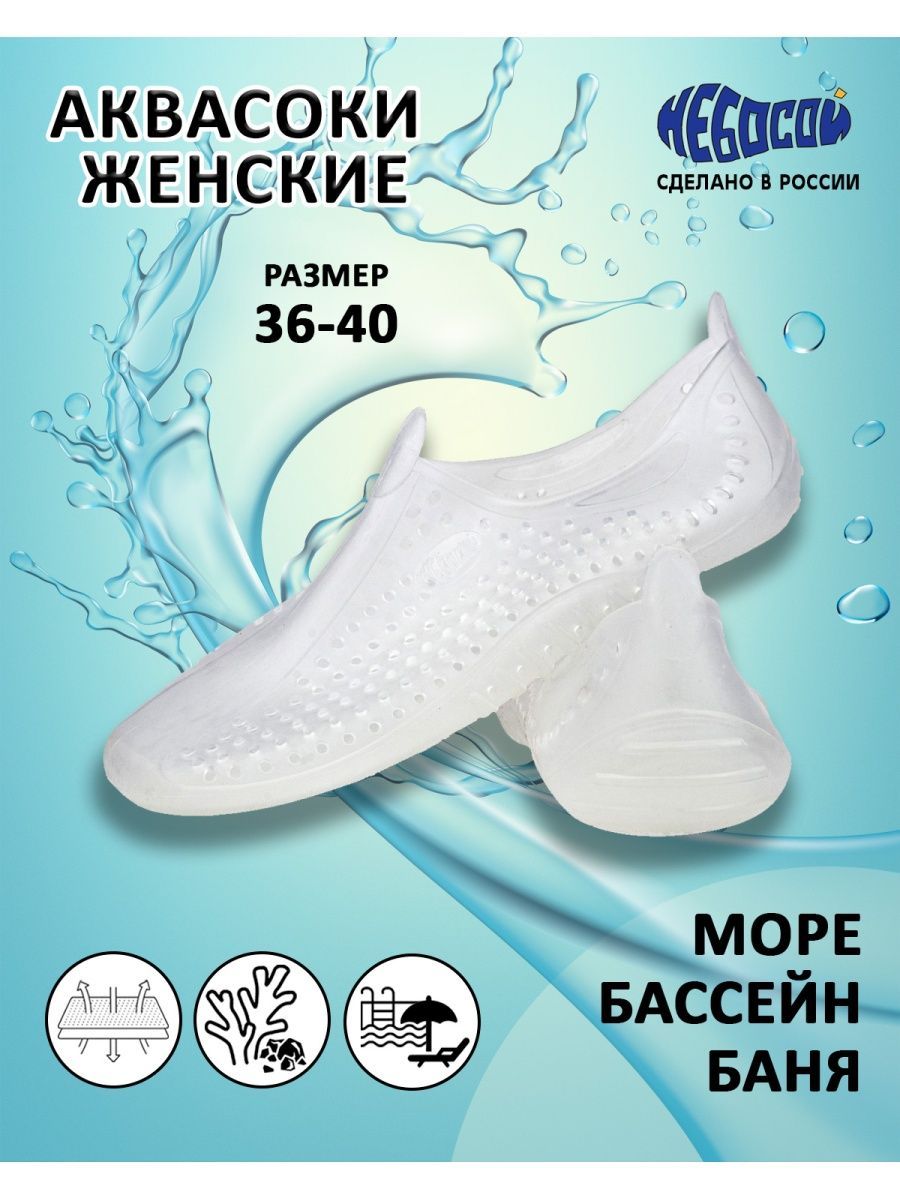 АКВАСОКИ
ЖЕНСКИЕ
НЕБОСОЙ
СДЕЛАНО В РОССИИ
РАЗМЕР
36-40
МОРЕ
БАССЕЙН
БАНЯ